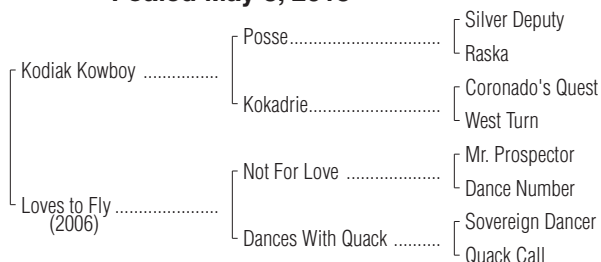 Foaled May
Silver Deputy
Posse
Raska
Kodiak Kowboy
Coronado's Quest
Kokadrie
West Turn
Mr. Prospector
Not For Love
Dance Number
Loves to Fly
(2006)
Sovereign Dancer
Dances With Quack
Quack Call